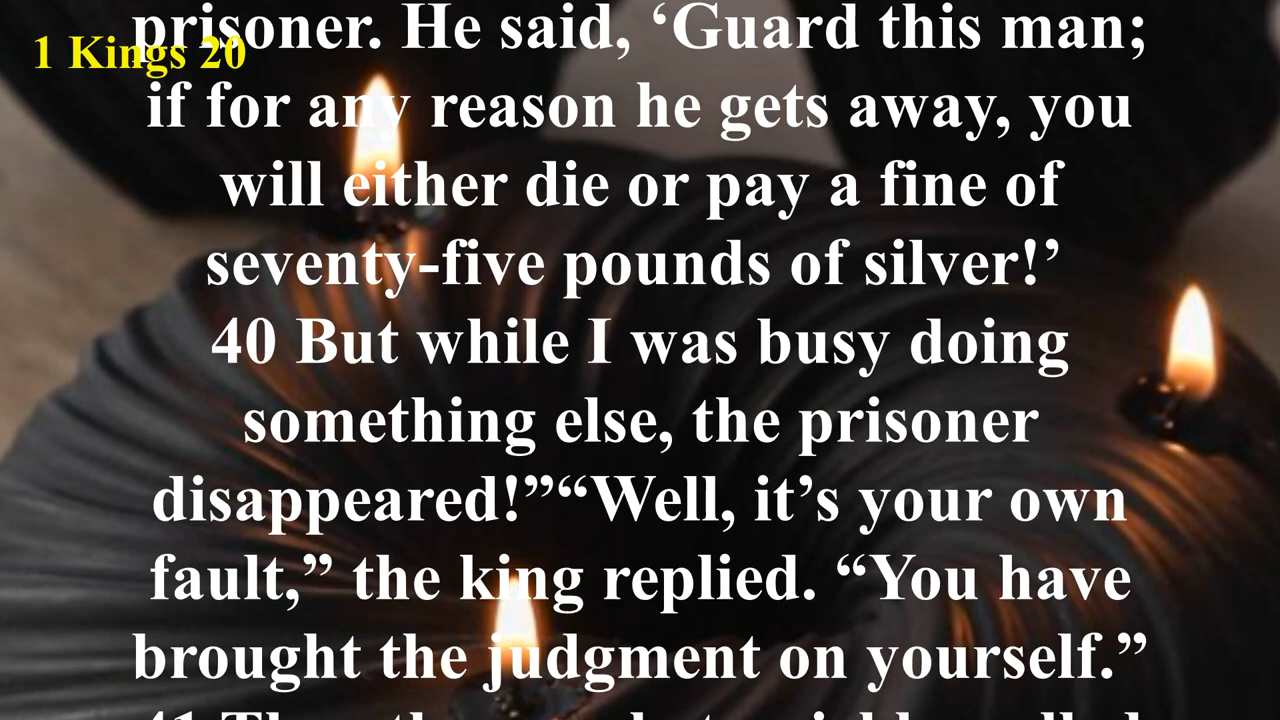 1 Kings 20
prisoner. He said, ‘Guard this man;
if for any reason he gets away, you
will either die or pay a fine of
seventy-five pounds of silver!’
40 But while I was busy doing
something else, the prisoner
disappeared!”“Well, it’s your own
fault,” the king replied. “You have
brought the judgment on yourself.”